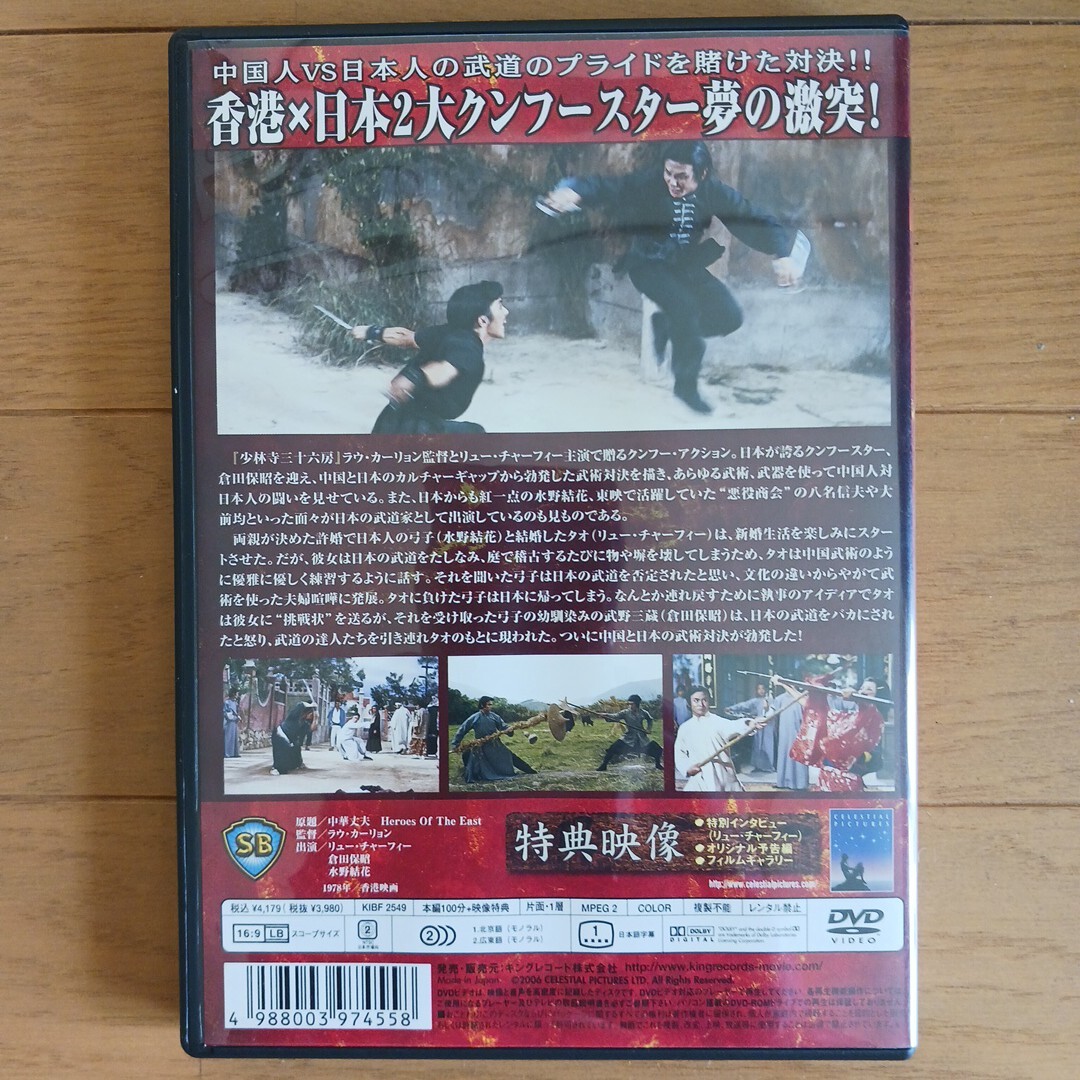 中国人VS日本人の武道のプライドを賭けた対決!!
香港×日本2大クンフースター夢の激突!
『少林寺三十六房』ラウ・カーリョン監督とリュー・チャーフィー主演で贈るクンフー・アクション。日本が誇るクンフースター、
倉田保昭を迎え、中国と日本のカルチャーギャップから勃発した武術対決を描き、あらゆる武術、武器を使って中国人対
日本人の闘いを見せている。また、日本からも紅一点の水野結花、東映で活躍していた“悪役商会”の八名信夫や大
前均といった面々が日本の武道家として出演しているのも見ものである。
両親が決めた許婚で日本人の弓子(水野結花)と結婚したタオ(リュー・チャーフィー)は、新婚生活を楽しみにスター
トさせた。だが、彼女は日本の武道をたしなみ、庭で稽古するたびに物や塀を壊してしまうため、タオは中国武術のよう
に優雅に優しく練習するように話す。それを聞いた弓子は日本の武道を否定されたと思い、文化の違いからやがて武
術を使った夫婦喧嘩に発展。タオに負けた弓子は日本に帰ってしまう。なんとか連れ戻すために執事のアイディアでタオ
は彼女に“挑戦状”を送るが、それを受け取った弓子の幼馴染みの武野三蔵(倉田保昭)は、日本の武道をバカにされ
たと怒り、武道の達人たちを引き連れタオのもとに現われた。ついに中国と日本の武術対決が勃発した!
SB
原題/中華丈夫 Heroes Of The East
監督/ラウ・カーリョン
出演/リュー・チャーフィー
倉田保昭
水野結花
1978年/香港映画
特典映像
●特別インタビュー
(リュー・チャーフィー)
●オリジナル予告編
●フィルムギャラリー
CELESTIAL
PICTURES
http://www.celestialpictures.com/
税込 ¥4,179(税抜 ¥3,980) KIBF 2549 本編100分+映像特典 片面・1層 MPEG 2 COLOR 複製不能 レンタル禁止
16:9 LB スコープサイズ
2
2
1.北京語(モノラル)
2.広東語(モノラル)
1
日本語字幕
DOLBY
DIGITAL
DVD
VIDEO
発売・販売元:キングレコード株式会社 http://www.kingrecords-movie.com/
Made in Japan ©2006 CELESTIAL PICTURES LTD. All Rights Reserved.
4 988003 974558